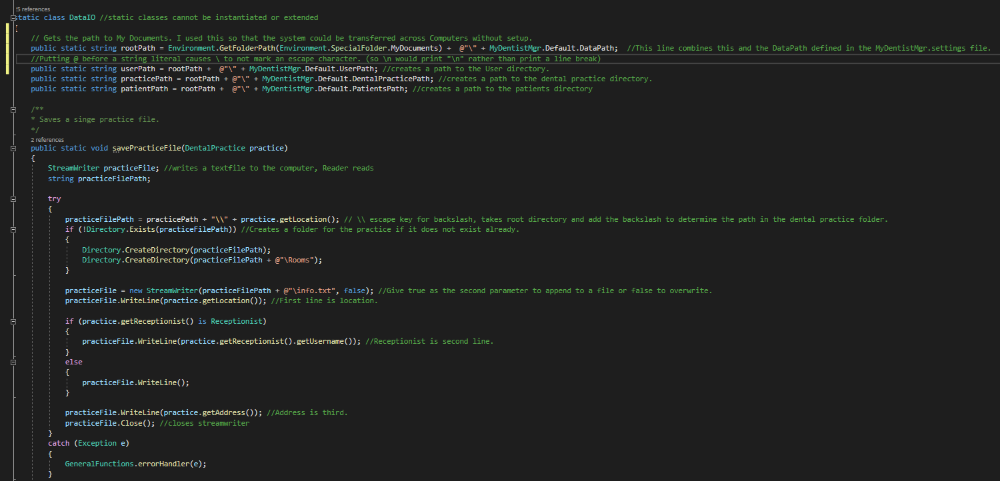 25 references
static class DataIO //static classes cannot be instantiated or extended
{
// Gets the path to My Documents. I used this so that the system could be transferred across Computers without setup.
public static string rootPath = Environment.GetFolderPath(Environment.SpecialFolder.MyDocuments) +  @"\" + MyDentistMgr.Default.DataPath;  //This line combines this and the DataPath defined in the MyDentistMgr.settings file.
//Putting @ before a string literal causes \ to not mark an escape character. (so \n would print "\n" rather than print a line break)
public static string userPath = rootPath +  @"\" + MyDentistMgr.Default.UserPath; //creates a path to the User directory.
public static string practicePath = rootPath + @"\" + MyDentistMgr.Default.DentalPracticePath; //creates a path to the dental practice directory.
public static string patientPath = rootPath +  @"\" + MyDentistMgr.Default.PatientsPath; //creates a path to the patients directory
/**
* Saves a singe practice file.
*/
2 references
public static void savePracticeFile(DentalPractice practice)
{
StreamWriter practiceFile; //writes a textfile to the computer, Reader reads
string practiceFilePath;
try
{
practiceFilePath = practicePath + "\\" + practice.getLocation(); // \\ escape key for backslash, takes root directory and add the backslash to determine the path in the dental practice folder.
if (!Directory.Exists(practiceFilePath)) //Creates a folder for the practice if it does not exist already.
{
Directory.CreateDirectory(practiceFilePath);
Directory.CreateDirectory(practiceFilePath + @"\Rooms");
}
practiceFile = new StreamWriter(practiceFilePath + @"\info.txt", false); //Give true as the second parameter to append to a file or false to overwrite.
practiceFile.WriteLine(practice.getLocation()); //First line is location.
if (practice.getReceptionist() is Receptionist)
{
practiceFile.WriteLine(practice.getReceptionist().getUsername()); //Receptionist is second line.
}
else
{
practiceFile.WriteLine();
}
practiceFile.WriteLine(practice.getAddress()); //Address is third.
practiceFile.Close(); //closes streamwriter
}
catch (Exception e)
{
GeneralFunctions.errorHandler(e);
}